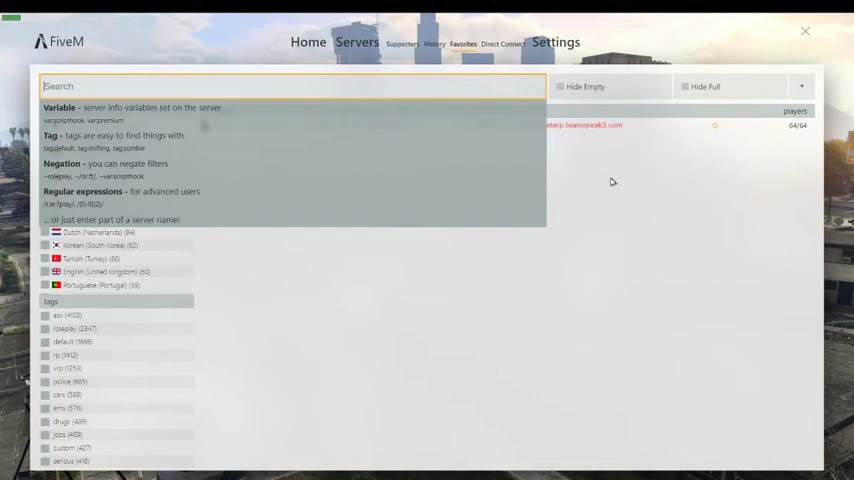 FiveM
Home Servers Supporters History Favorites Direct Connect Settings
Search
Hide Empty
Hide Full
+
Variable - server info variables set on the server
var:scripthook, var:premium
Tag - tags are easy to find things with
tag:default, tag:drifting, tag:zombie
Negation - you can negate filters
~roleplay, ~/dr.ft/, ~var:scripthook
Regular expressions - for advanced users
/r.le ?play/, /[0-9]{2}/
... or just enter part of a server name!
players
aterp.teamspeak3.com
64/64
Dutch (Netherlands) (84)
Korean (South Korea) (82)
Turkish (Turkey) (66)
English (United Kingdom) (60)
Portuguese (Portugal) (59)
tags
esx (4103)
roleplay (2347)
default (1666)
rp (1412)
vrp (1253)
police (685)
cars (589)
ems (576)
drugs (489)
jobs (469)
custom (427)
serious (416)